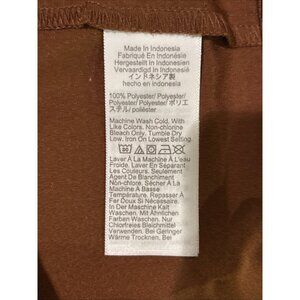 Made In Indonesia
Fabriqué En Indonésie
Hergestellt In Indonesien
Vervaardigd In Indonesië
インドネシア製
hecho en indonesia
100% Polyester/ Polyester/
Polyester/ Polyester/ ポリエ
ステル/ poliéster
Machine Wash Cold. With
Like Colors. Non-chlorine
Bleach Only. Tumble Dry
Low. Iron On Lowest Setting
Laver À La Machine À L'eau
Froide. Laver En Séparant
Les Couleurs. Seulement
Agent De Blanchiment
Non-chlore. Sécher À La
Machine À Basse
Température. Repasser À
Fer Doux Si Nécessaire
In Der Maschine Kalt
Waschen. Mit Ähnlichen
Farben Waschen. Nur
Chlorfreies Bleichmittel
Verwenden. Bei Geringer
Wärme Trocknen. Bei